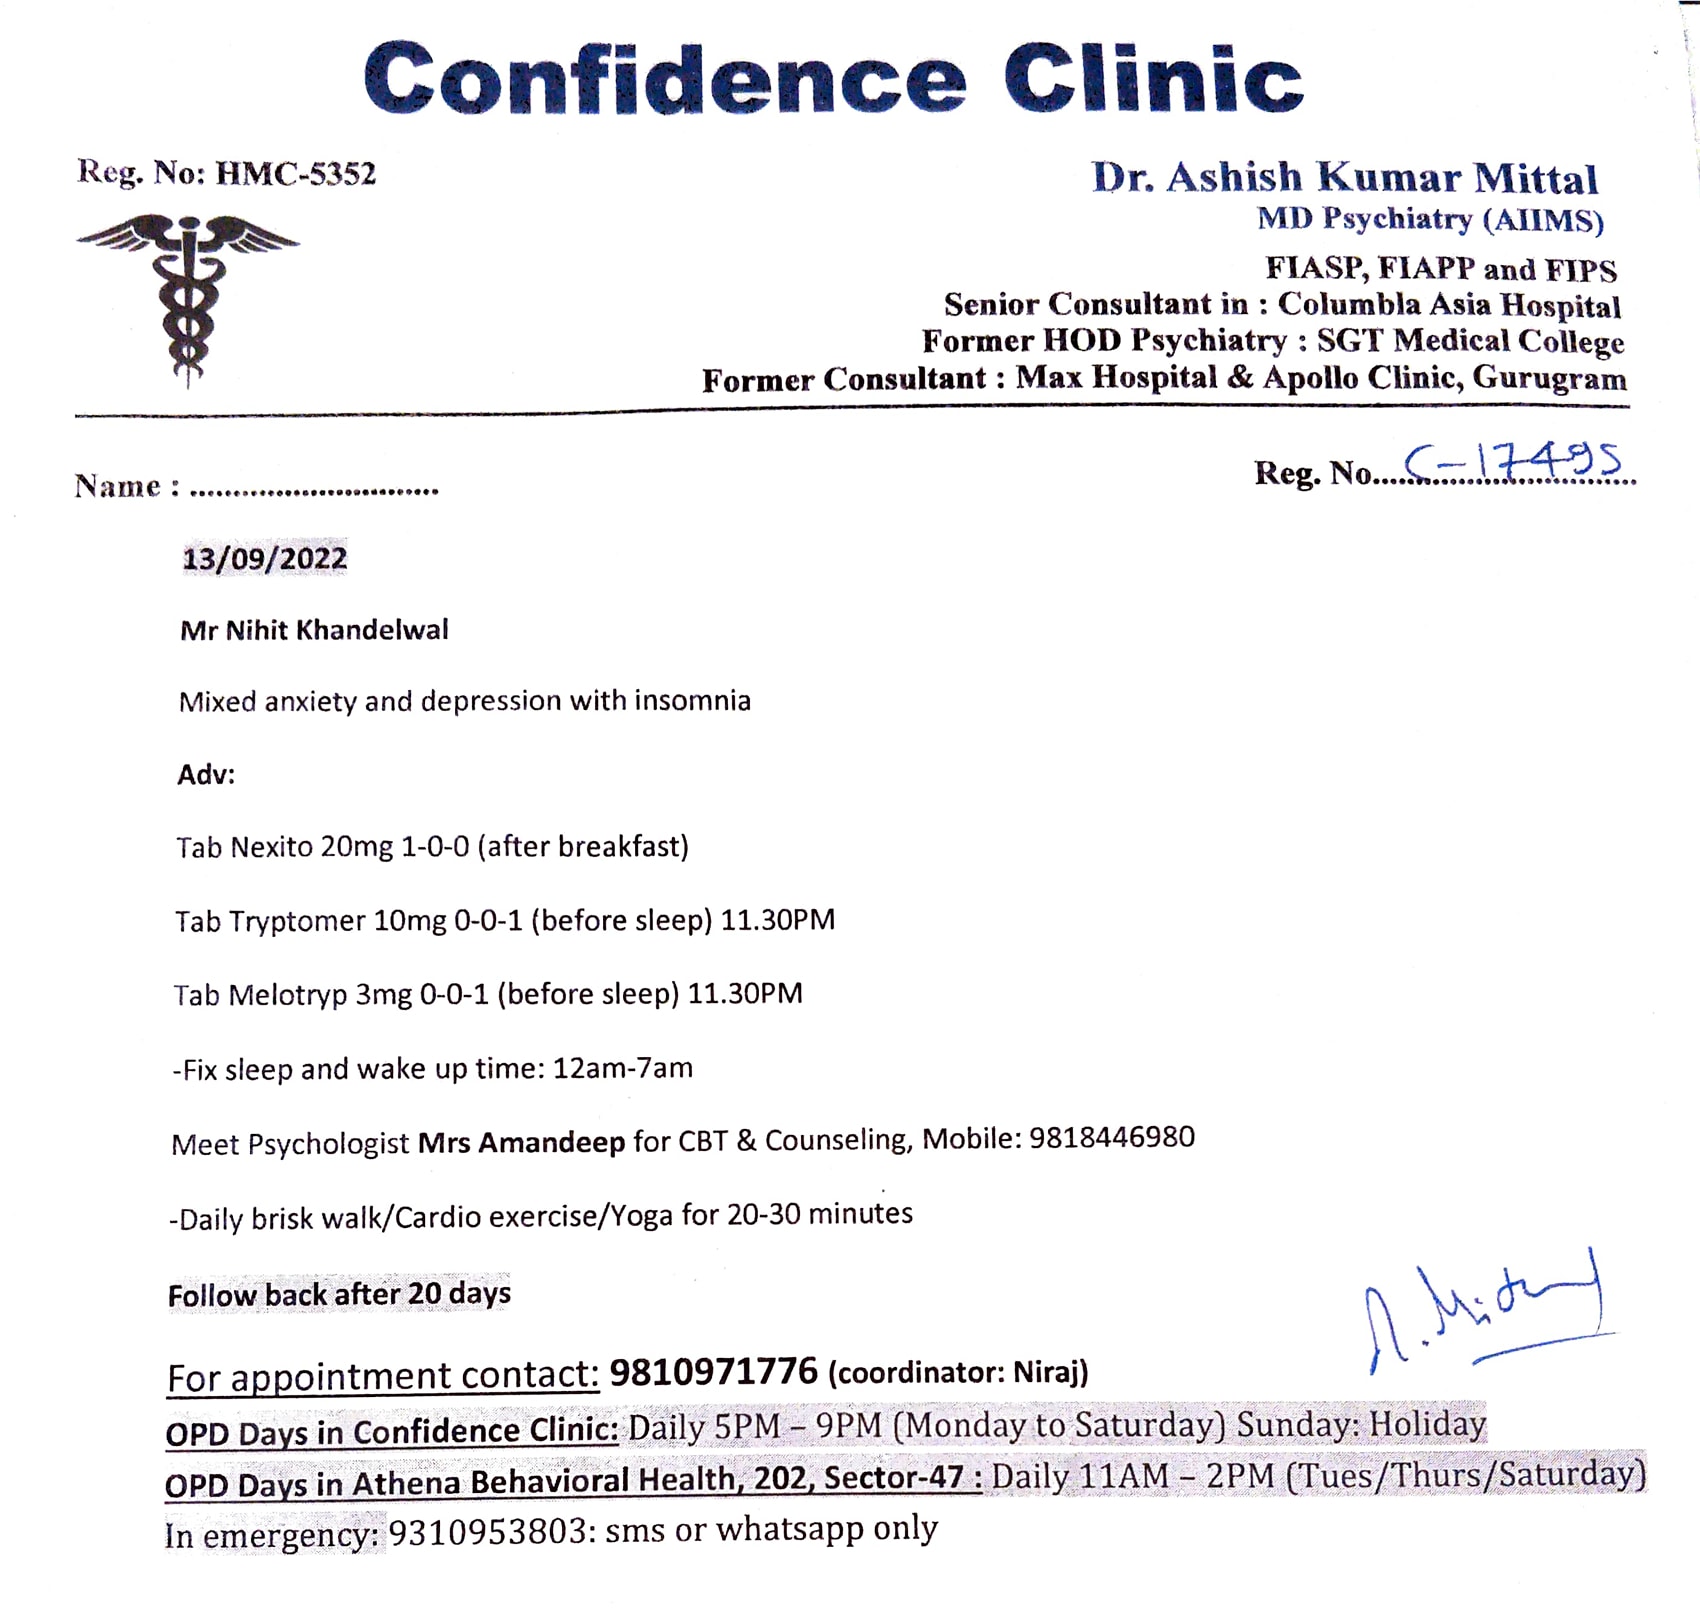 Confidence Clinic
Reg. No: HMC-5352
Dr. Ashish Kumar Mittal
MD Psychiatry (AIIMS)
FIASP, FIAPP and FIPS
Senior Consultant in : Columbla Asia Hospital
Former HOD Psychiatry : SGT Medical College
Former Consultant : Max Hospital & Apollo Clinic, Gurugram
Name : .............................
Reg. No. C-17495
13/09/2022
Mr Nihit Khandelwal
Mixed anxiety and depression with insomnia
Adv:
Tab Nexito 20mg 1-0-0 (after breakfast)
Tab Tryptomer 10mg 0-0-1 (before sleep) 11.30PM
Tab Melotryp 3mg 0-0-1 (before sleep) 11.30PM
-Fix sleep and wake up time: 12am-7am
Meet Psychologist Mrs Amandeep for CBT & Counseling, Mobile: 9818446980
-Daily brisk walk/Cardio exercise/Yoga for 20-30 minutes
Follow back after 20 days
A. Mittal
For appointment contact: 9810971776 (coordinator: Niraj)
OPD Days in Confidence Clinic: Daily 5PM – 9PM (Monday to Saturday) Sunday: Holiday
OPD Days in Athena Behavioral Health, 202, Sector-47 : Daily 11AM – 2PM (Tues/Thurs/Saturday)
In emergency: 9310953803: sms or whatsapp only